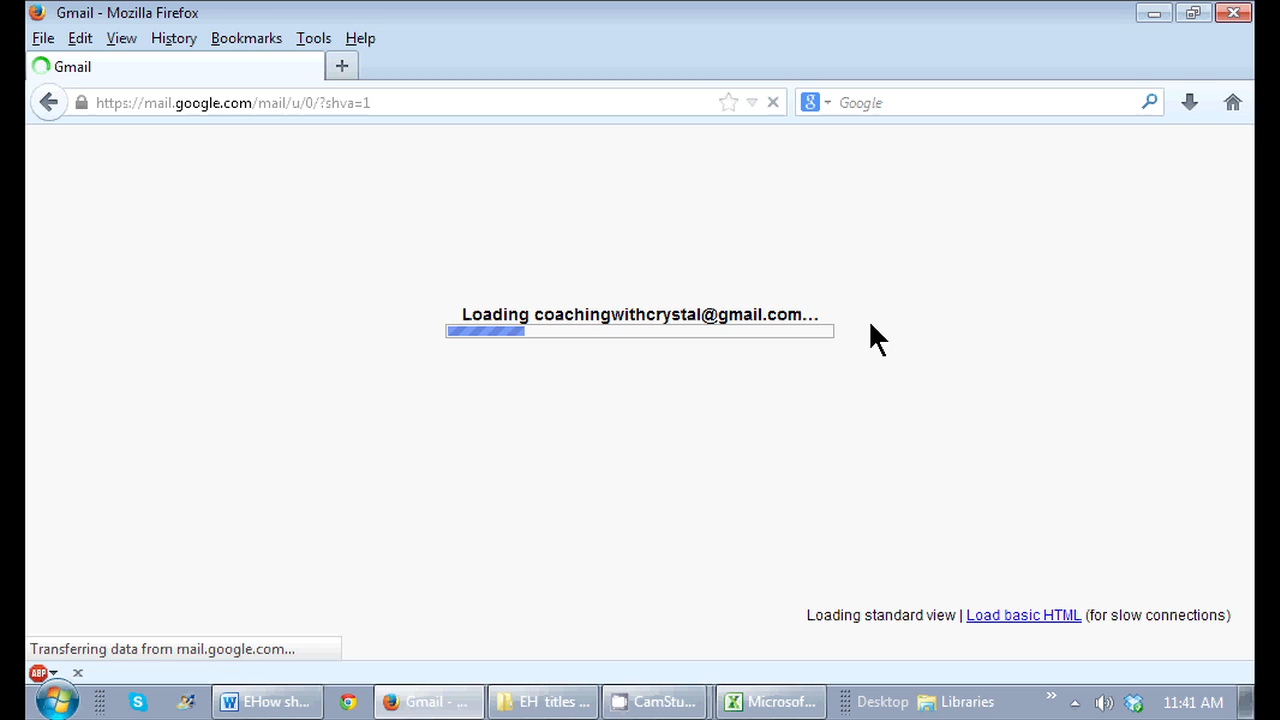 Gmail - Mozilla Firefox
File Edit View History Bookmarks Tools Help
Gmail
https://mail.google.com/mail/u/0/?shva=1
Google
Loading coachingwithcrystal@gmail.com...
Loading standard view | Load basic HTML (for slow connections)
Transferring data from mail.google.com...
ABP
EHow sh... Gmail - ... EH titles ... CamStu... Microsof... Desktop Libraries 11:41 AM